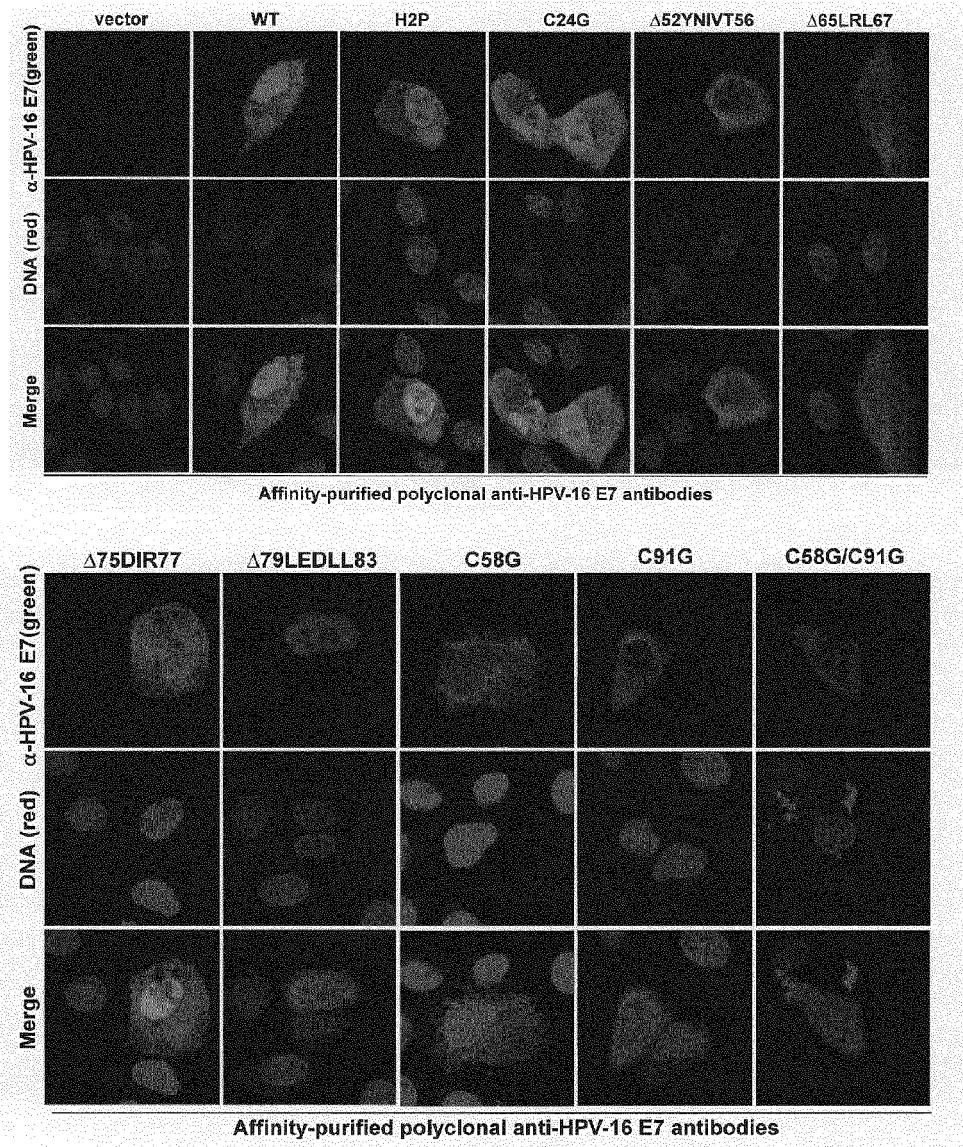 vector WT H2P C24G Δ52YNIVT56 Δ65LRL67
α-HPV-16 E7(green)
DNA (red)
Merge
Affinity-purified polyclonal anti-HPV-16 E7 antibodies
Δ75DIR77 Δ79LEDLL83 C58G C91G C58G/C91G
α-HPV-16 E7(green)
DNA (red)
Merge
Affinity-purified polyclonal anti-HPV-16 E7 antibodies